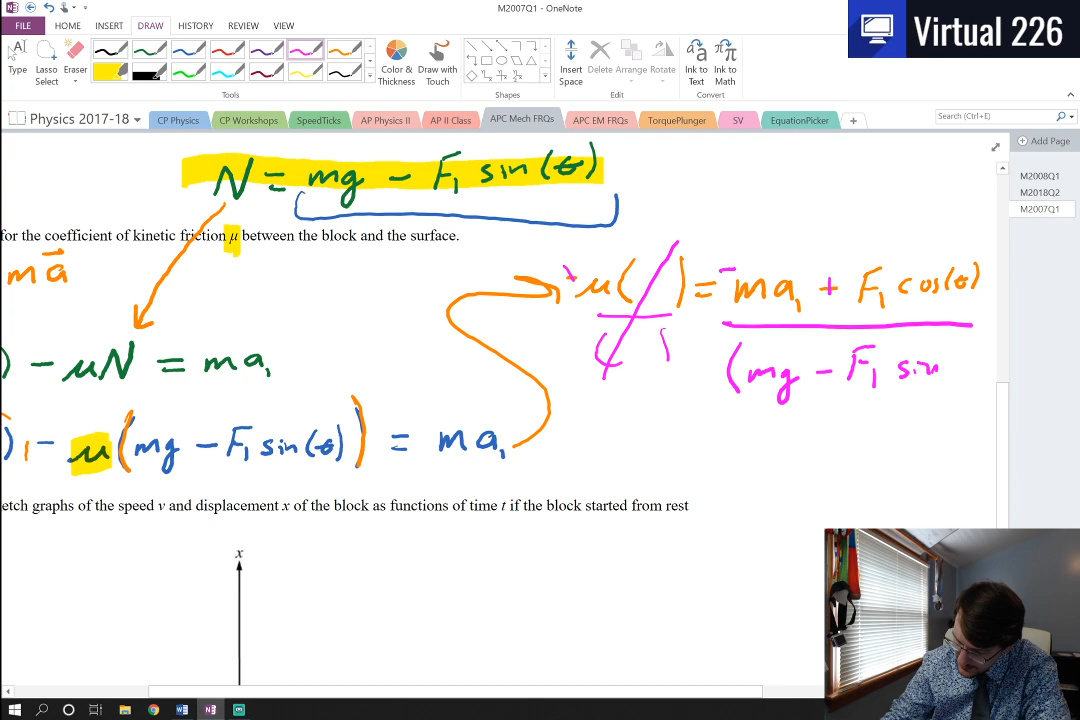 M2007Q1 - OneNote
FILE HOME INSERT DRAW HISTORY REVIEW VIEW
Virtual 226
Type Lasso Select Eraser Color & Thickness Draw with Touch Insert Space Delete Arrange Rotate Ink to Text Ink to Math
Tools Shapes Edit Convert
Physics 2017-18 CP Physics CP Workshops SpeedTicks AP Physics II AP II Class APC Mech FRQs APC EM FRQs TorquePlunger SV EquationPicker Search (Ctrl+E)
Add Page
M2008Q1
M2018Q2
M2007Q1
N = mg - F₁ sin(θ)
for the coefficient of kinetic friction μ between the block and the surface.
ma⃗
μ( ) = -ma₁ + F₁ cos(θ)
( ) (mg - F₁ sin
) - μN = ma₁
) - μ(mg - F₁ sin(θ)) = ma₁
etch graphs of the speed v and displacement x of the block as functions of time t if the block started from rest
x